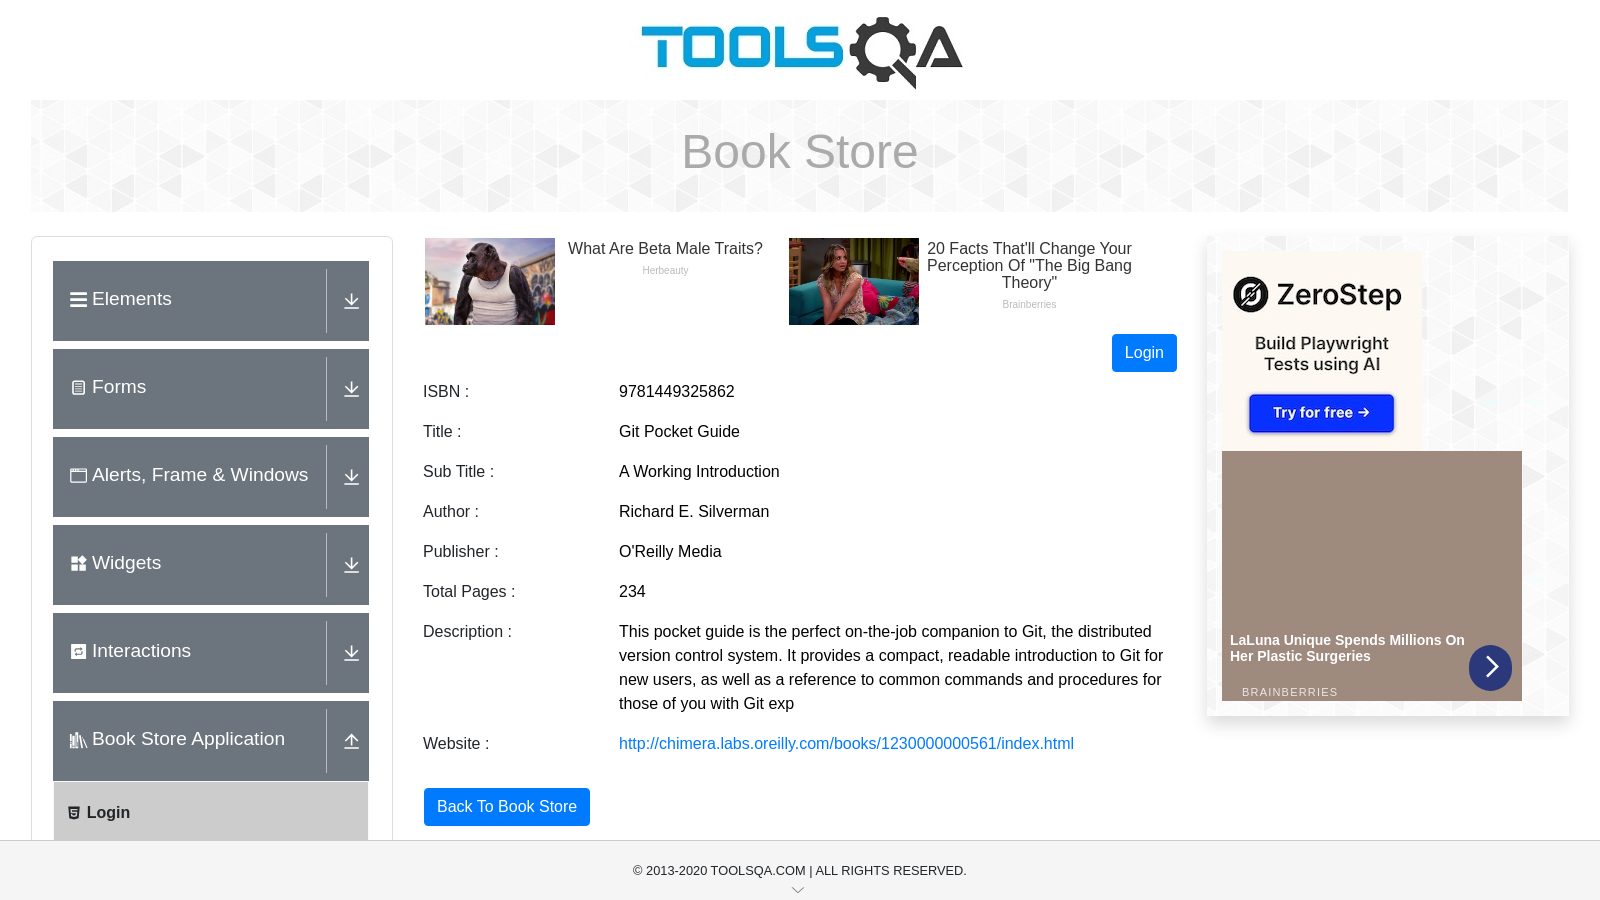 TOOLSQA
Book Store
Elements
Forms
Alerts, Frame & Windows
Widgets
Interactions
Book Store Application
Login
What Are Beta Male Traits?
Herbeauty
20 Facts That'll Change Your
Perception Of "The Big Bang
Theory"
Brainberries
Login
ISBN : 9781449325862
Title : Git Pocket Guide
Sub Title : A Working Introduction
Author : Richard E. Silverman
Publisher : O'Reilly Media
Total Pages : 234
Description : This pocket guide is the perfect on-the-job companion to Git, the distributed
version control system. It provides a compact, readable introduction to Git for
new users, as well as a reference to common commands and procedures for
those of you with Git exp
Website : http://chimera.labs.oreilly.com/books/1230000000561/index.html
Back To Book Store
ZeroStep
Build Playwright
Tests using AI
Try for free →
LaLuna Unique Spends Millions On
Her Plastic Surgeries
BRAINBERRIES
© 2013-2020 TOOLSQA.COM | ALL RIGHTS RESERVED.